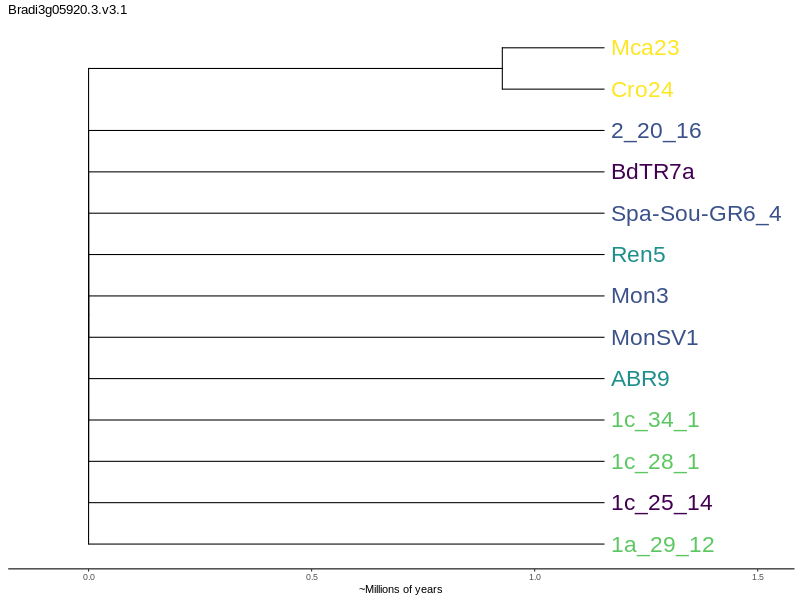 Bradi3g05920.3.v3.1
Mca23
Cro24
2_20_16
BdTR7a
Spa-Sou-GR6_4
Ren5
Mon3
MonSV1
ABR9
1c_34_1
1c_28_1
1c_25_14
1a_29_12
0.0 0.5 1.0 1.5
~Millions of years